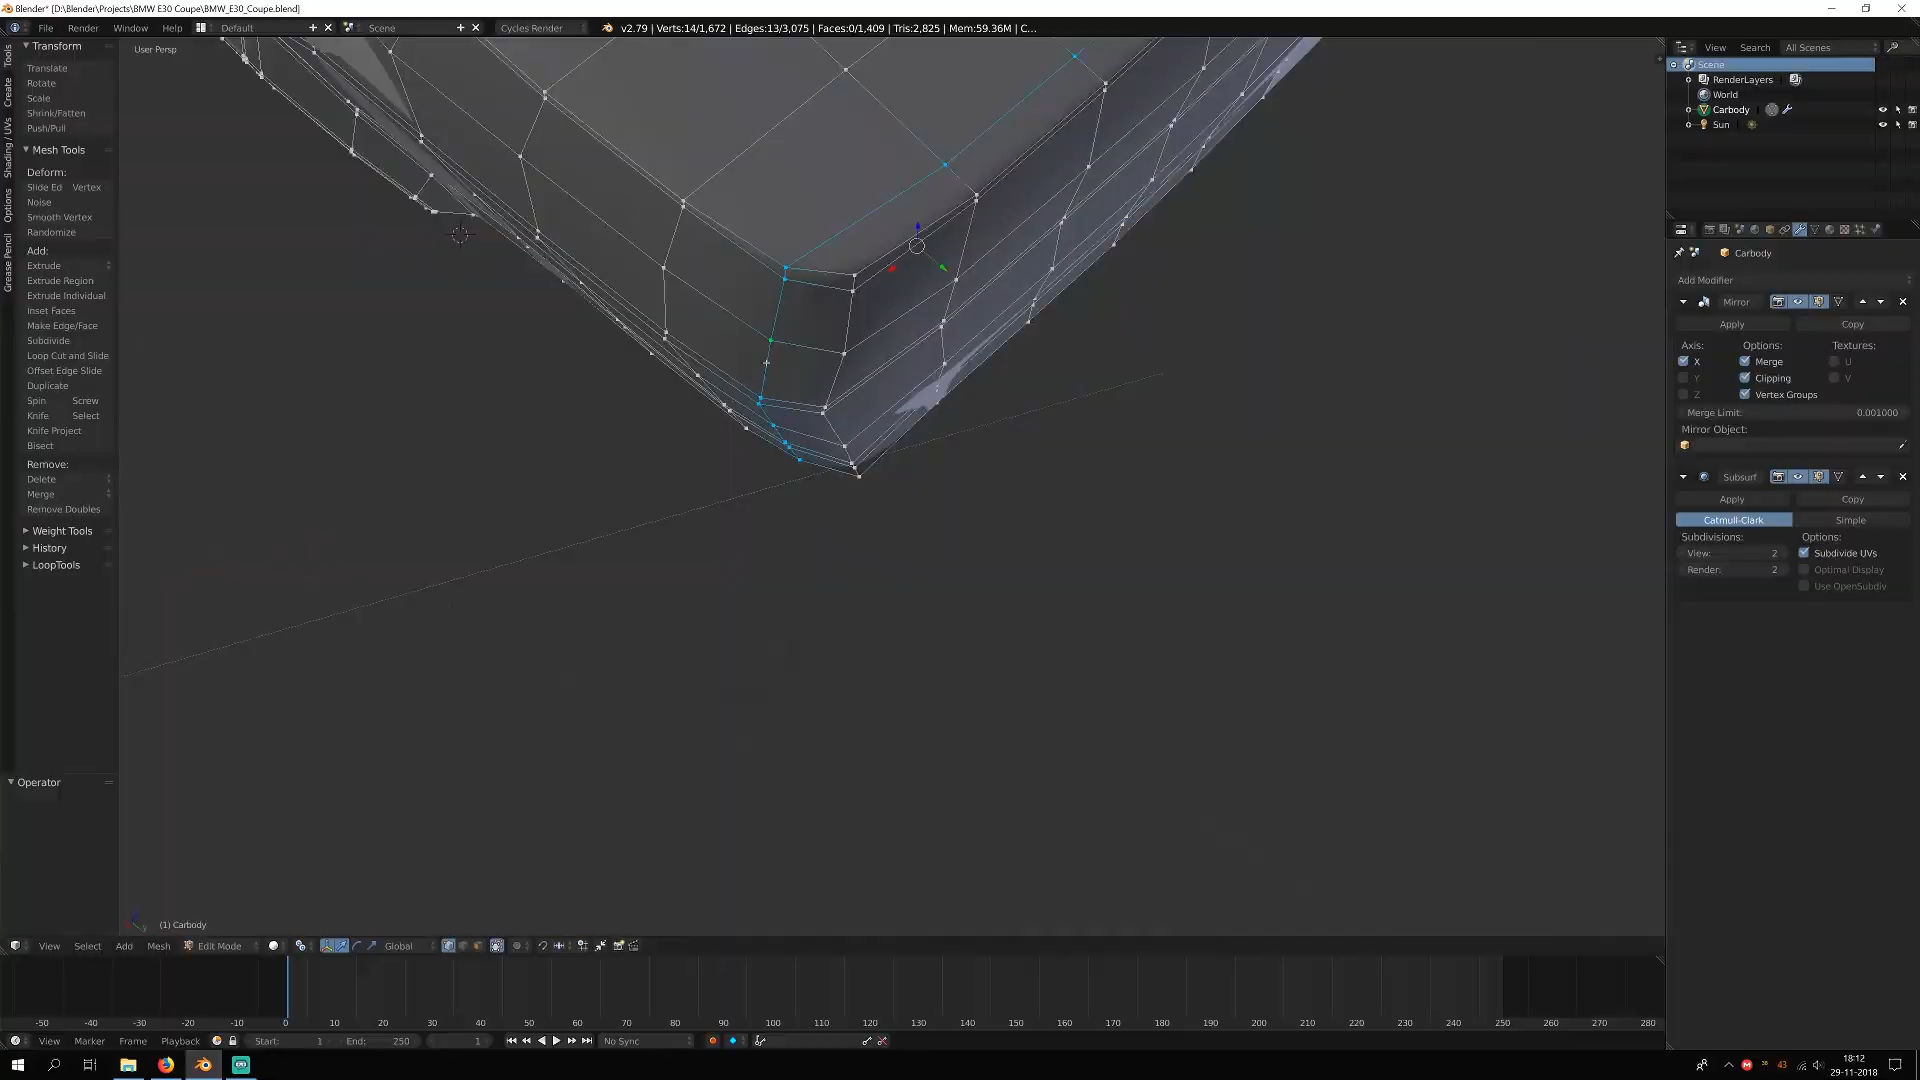 Blender* [D:\Blender\Projects\BMW E30 Coupe\BMW_E30_Coupe.blend]
File Render Window Help Default Scene Cycles Render v2.79 | Verts:14/1,672 | Edges:13/3,075 | Faces:0/1,409 | Tris:2,825 | Mem:59.36M | C...
Tools
Create
Shading / UVs
Options
Grease Pencil
Transform
Translate
Rotate
Scale
Shrink/Fatten
Push/Pull
Mesh Tools
Deform:
Slide Ed Vertex
Noise
Smooth Vertex
Randomize
Add:
Extrude
Extrude Region
Extrude Individual
Inset Faces
Make Edge/Face
Subdivide
Loop Cut and Slide
Offset Edge Slide
Duplicate
Spin Screw
Knife Select
Knife Project
Bisect
Remove:
Delete
Merge
Remove Doubles
Weight Tools
History
LoopTools
Operator
User Persp
(1) Carbody
View Search All Scenes
Scene
RenderLayers
World
Carbody
Sun
Carbody
Add Modifier
Mirror
Apply Copy
Axis: Options: Textures:
X Merge U
Y Clipping V
Z Vertex Groups
Merge Limit: 0.001000
Mirror Object:
Subsurf
Apply Copy
Catmull-Clark Simple
Subdivisions: Options:
View: 2 Subdivide UVs
Render: 2 Optimal Display
Use OpenSubdiv
View Select Add Mesh Edit Mode Global
-50 -40 -30 -20 -10 0 10 20 30 40 50 60 70 80 90 100 110 120 130 140 150 160 170 180 190 200 210 220 230 240 250 260 270 280
View Marker Frame Playback Start: 1 End: 250 1 No Sync
43 18:12
29-11-2018